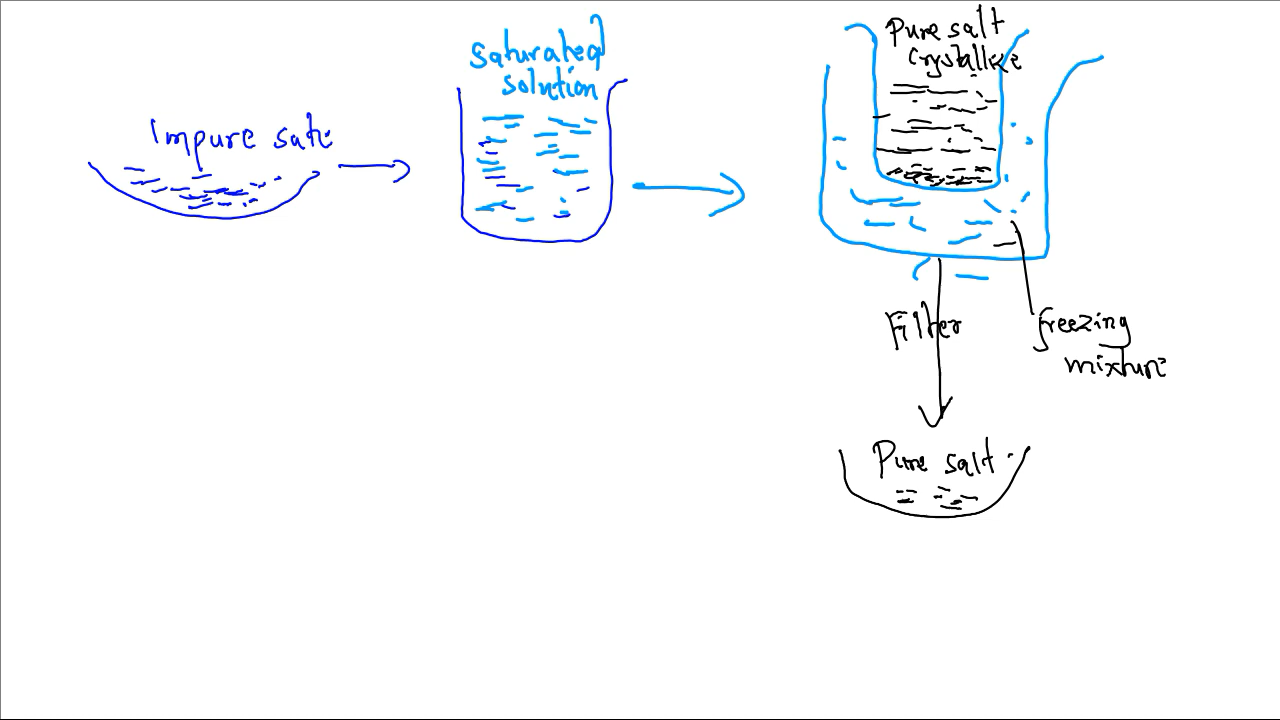 Impure salt
Saturated
solution
Pure salt
crystallize
Filter
freezing
mixture
Pure salt.